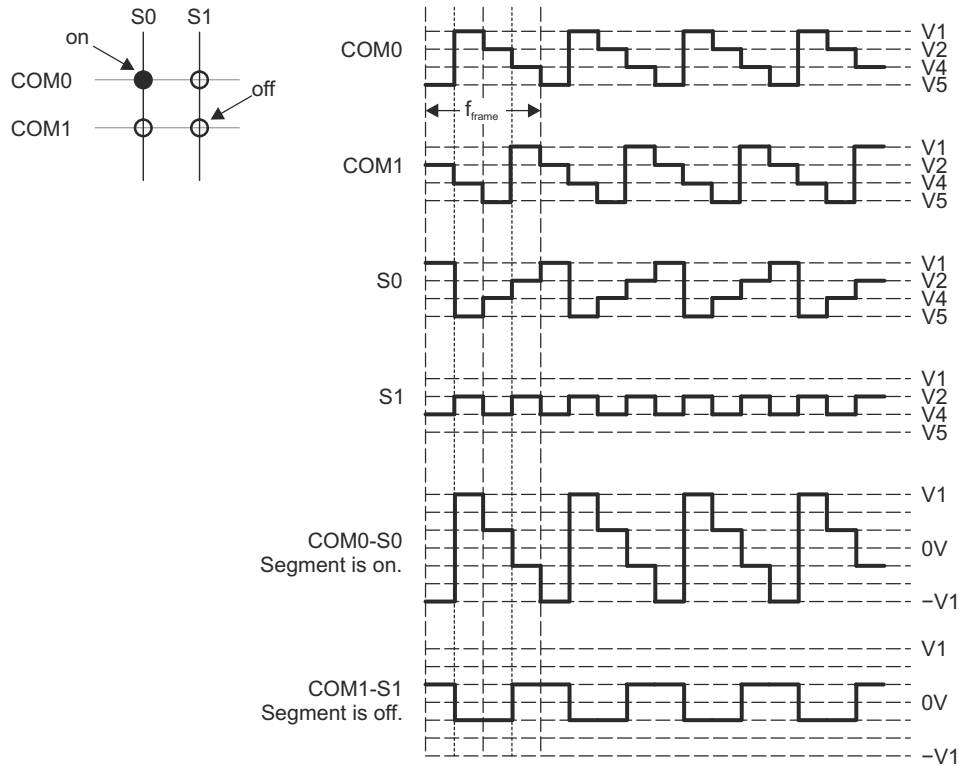 S0 S1
on
COM0
off
COM1
COM0
V1
V2
V4
V5
fframe
COM1
V1
V2
V4
V5
S0
V1
V2
V4
V5
S1
V1
V2
V4
V5
COM0-S0
Segment is on.
V1
0V
−V1
COM1-S1
Segment is off.
V1
0V
−V1